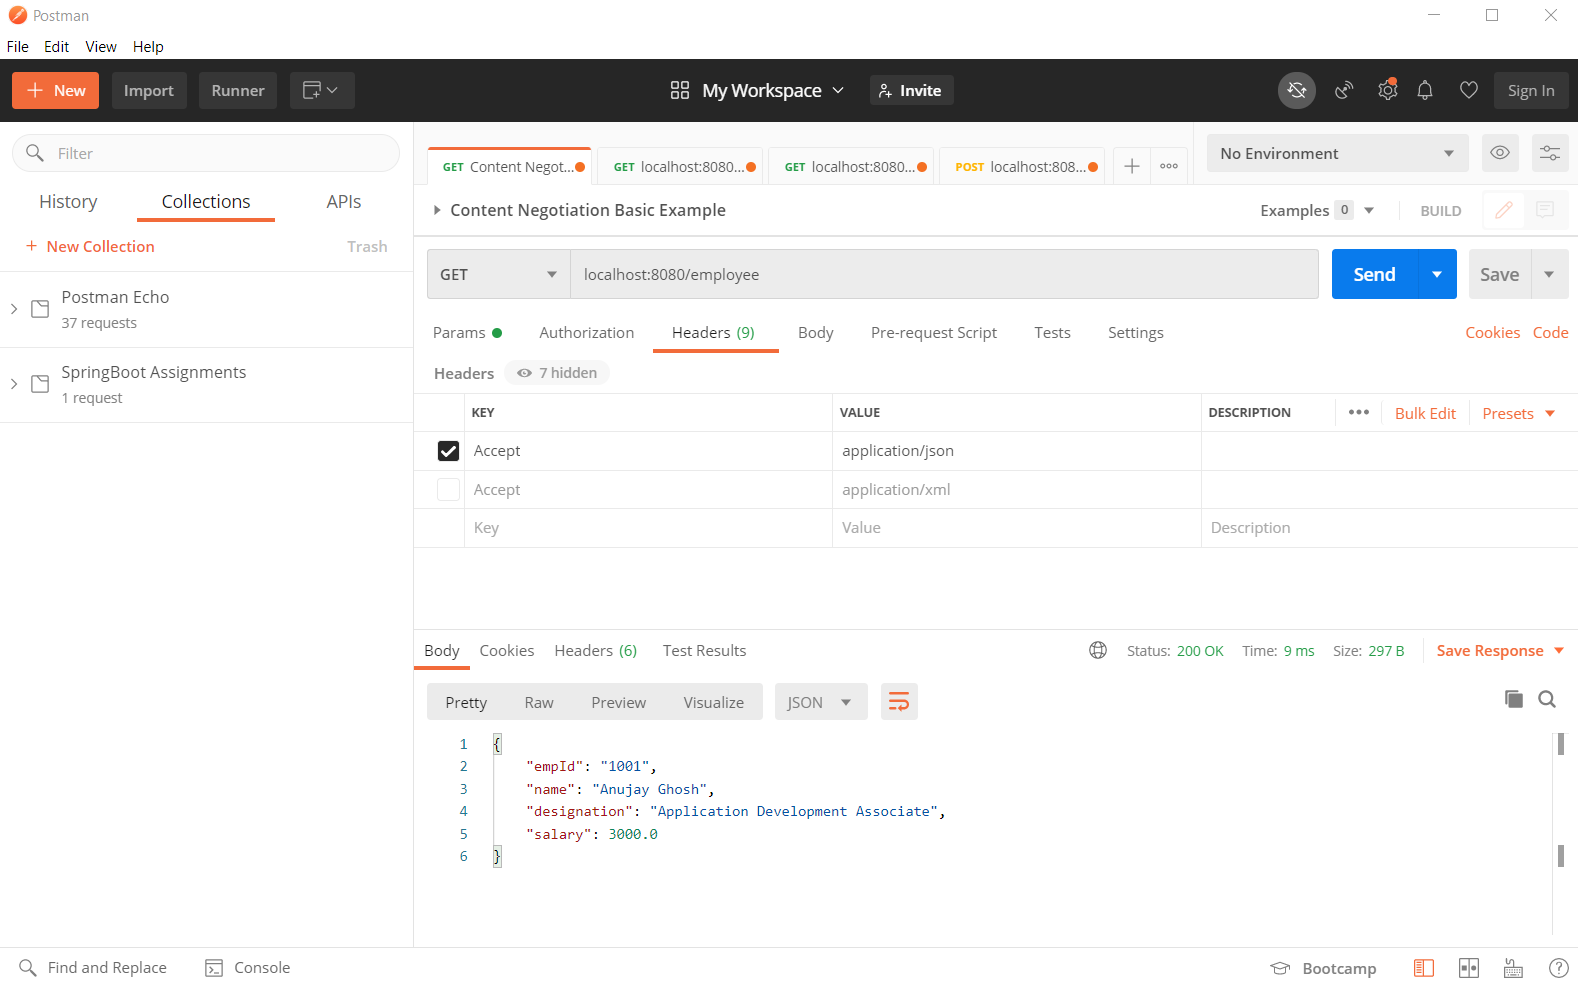 Postman
File Edit View Help
New Import Runner My Workspace Invite Sign In
Filter
History Collections APIs
+ New Collection Trash
Postman Echo
37 requests
SpringBoot Assignments
1 request
GET Content Negot... GET localhost:8080... GET localhost:8080... POST localhost:808... No Environment
Content Negotiation Basic Example Examples 0 BUILD
GET localhost:8080/employee Send Save
Params Authorization Headers (9) Body Pre-request Script Tests Settings Cookies Code
Headers 7 hidden
KEY VALUE DESCRIPTION ••• Bulk Edit Presets
Accept application/json
Accept application/xml
Key Value Description
Body Cookies Headers (6) Test Results Status: 200 OK Time: 9 ms Size: 297 B Save Response
Pretty Raw Preview Visualize JSON
1 {
2 "empId": "1001",
3 "name": "Anujay Ghosh",
4 "designation": "Application Development Associate",
5 "salary": 3000.0
6 }
Find and Replace Console Bootcamp